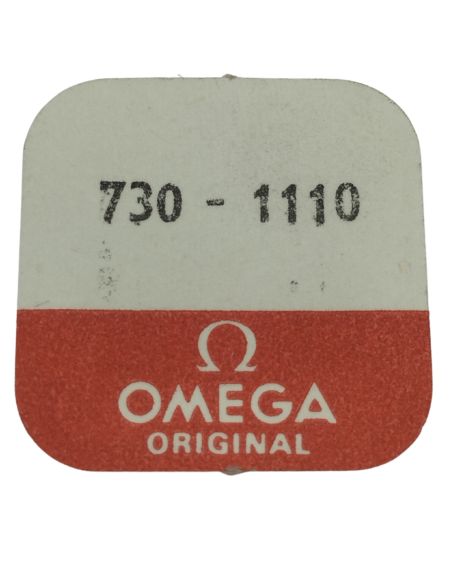 730 - 1110
Ω
OMEGA
ORIGINAL